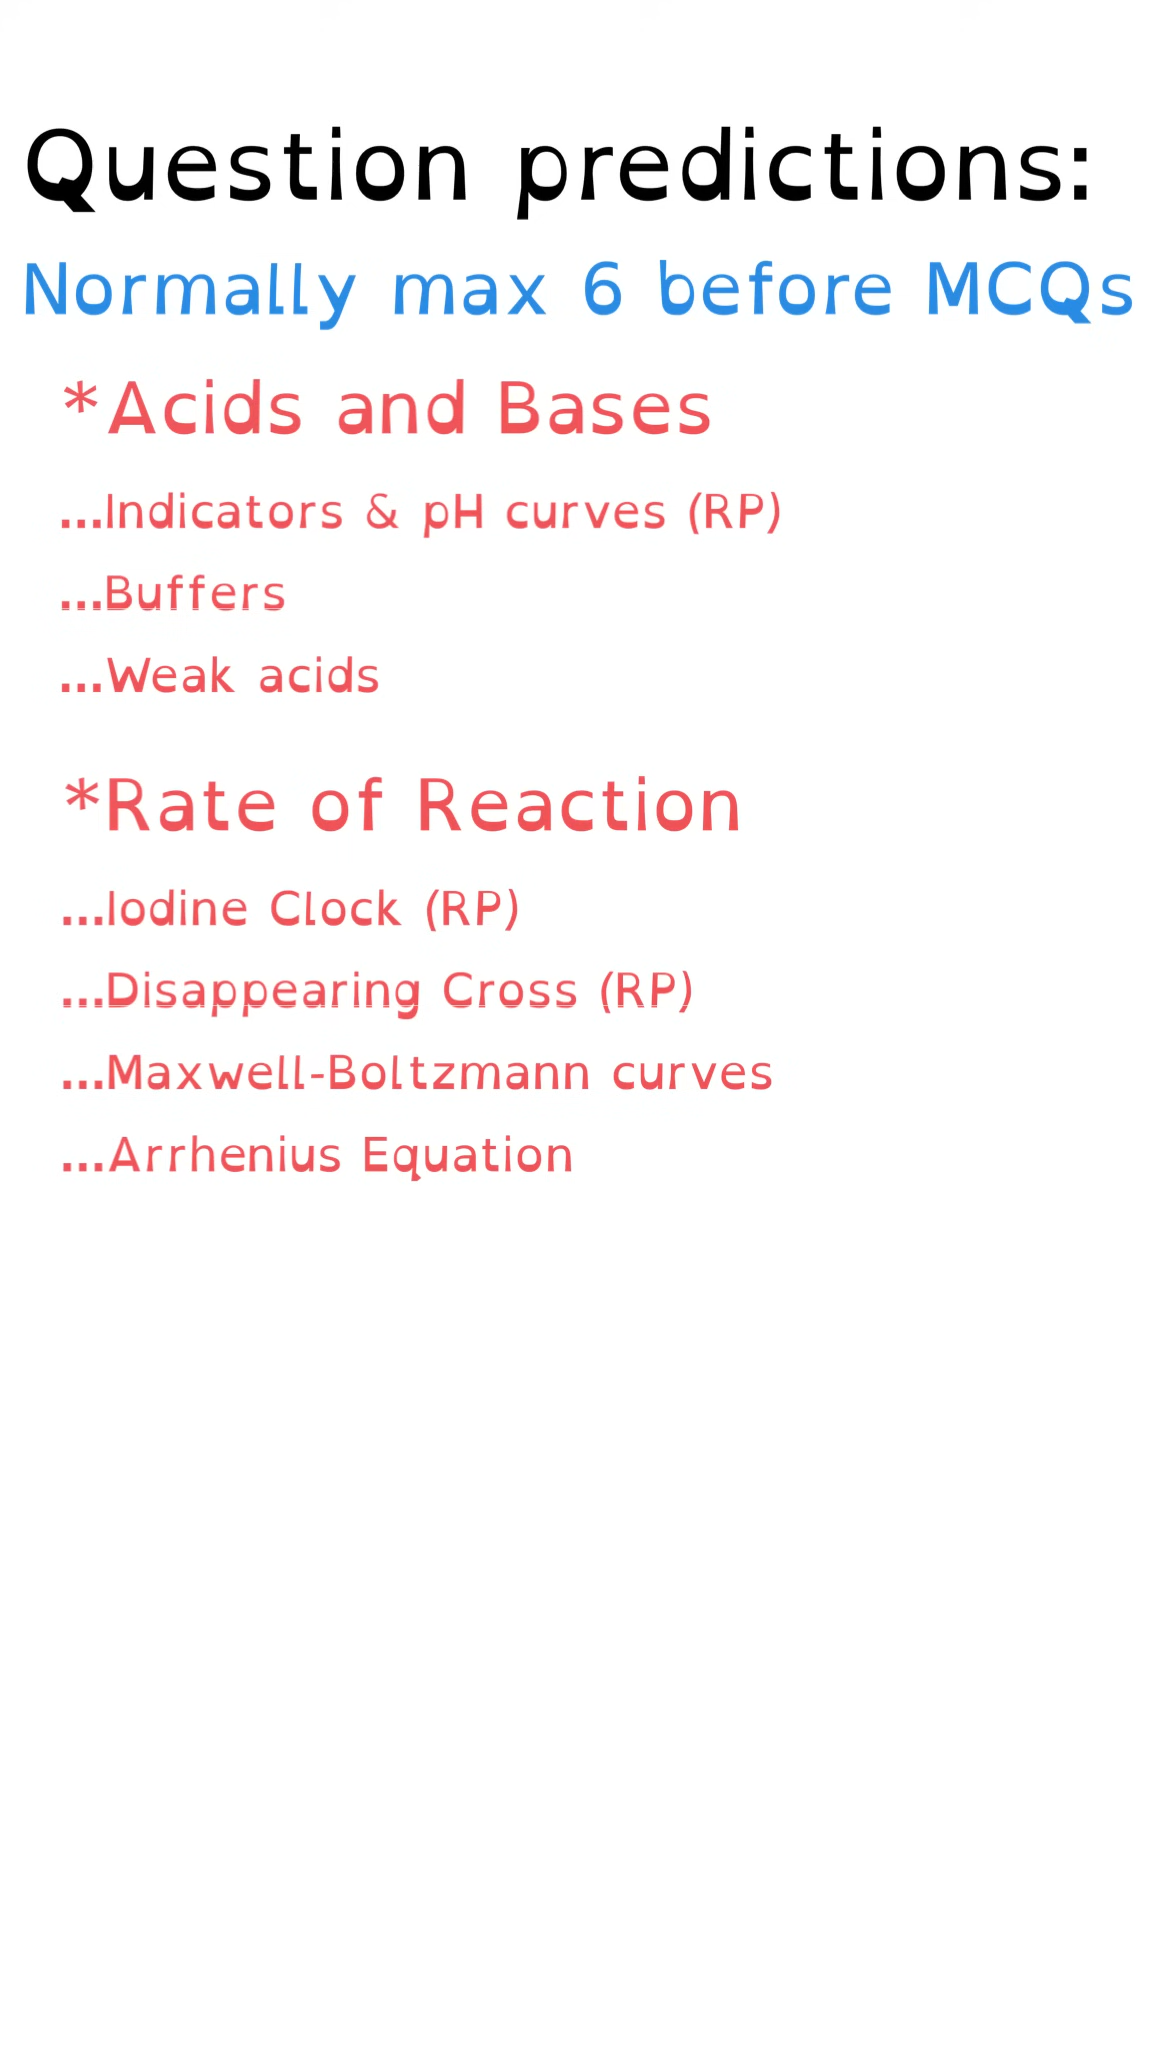 Question predictions:
Normally max 6 before MCQs
*Acids and Bases
...Indicators & pH curves (RP)
...Buffers
...Weak acids
*Rate of Reaction
...Iodine Clock (RP)
...Disappearing Cross (RP)
...Maxwell-Boltzmann curves
...Arrhenius Equation